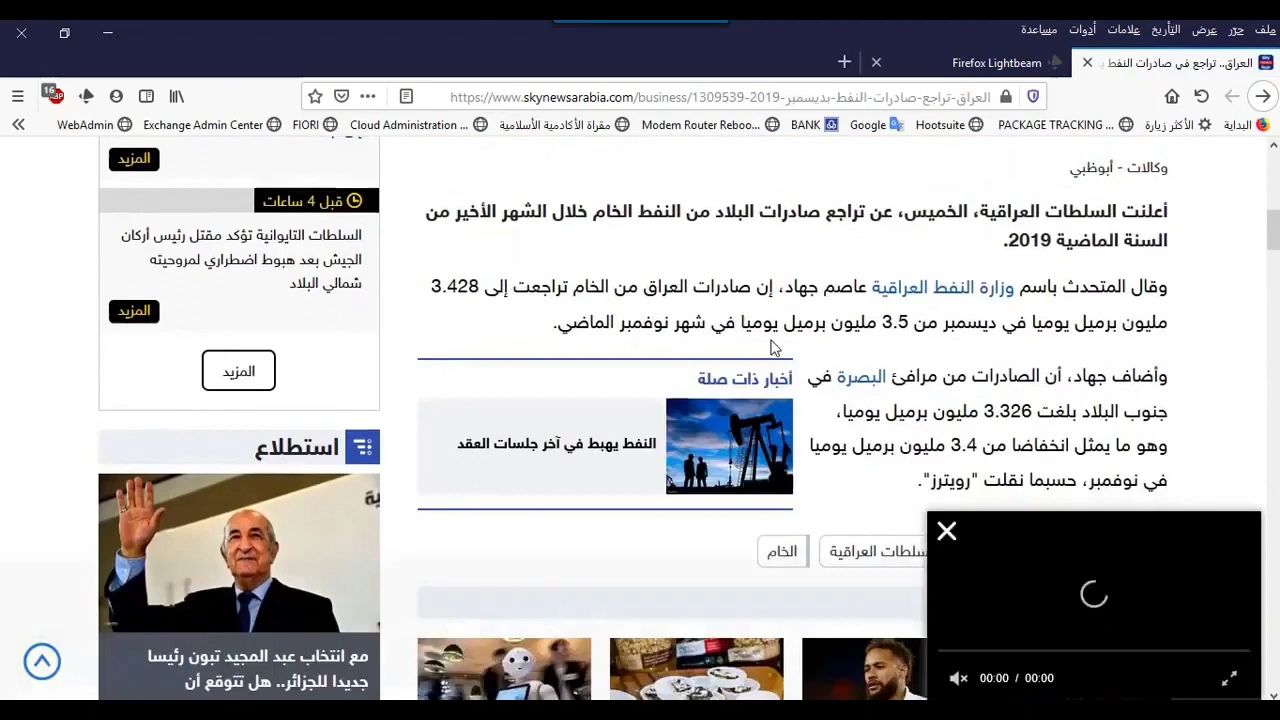 ملف حرّر عرض التأريخ علامات أدوات مساعدة
العراق.. تراجع في صادرات النفط
Firefox Lightbeam
16
https://www.skynewsarabia.com/business/1309539-العراق-تراجع-صادرات-النفط-بديسمبر-2019
البداية
الأكثر زيارة
PACKAGE TRACKING ...
Hootsuite
Google
BANK
Modem Router Reboo...
مقراة الأكاديمية الأسلامية
Cloud Administration ...
FIORI
Exchange Admin Center
WebAdmin
وكالات - أبوظبي
أعلنت السلطات العراقية، الخميس، عن تراجع صادرات البلاد من النفط الخام خلال الشهر الأخير من
السنة الماضية 2019.
وقال المتحدث باسم وزارة النفط العراقية عاصم جهاد، إن صادرات العراق من الخام تراجعت إلى 3.428
مليون برميل يوميا في ديسمبر من 3.5 مليون برميل يوميا في شهر نوفمبر الماضي.
وأضاف جهاد، أن الصادرات من مرافئ البصرة في
جنوب البلاد بلغت 3.326 مليون برميل يوميا،
وهو ما يمثل انخفاضا من 3.4 مليون برميل يوميا
في نوفمبر، حسبما نقلت "رويترز".
أخبار ذات صلة
النفط يهبط في آخر جلسات العقد
العراقية
الخام
00:00 / 00:00
المزيد
قبل 4 ساعات
السلطات التايوانية تؤكد مقتل رئيس أركان
الجيش بعد هبوط اضطراري لمروحيته
شمالي البلاد
المزيد
المزيد
استطلاع
مع انتخاب عبد المجيد تبون رئيسا
جديدا للجزائر.. هل تتوقع أن